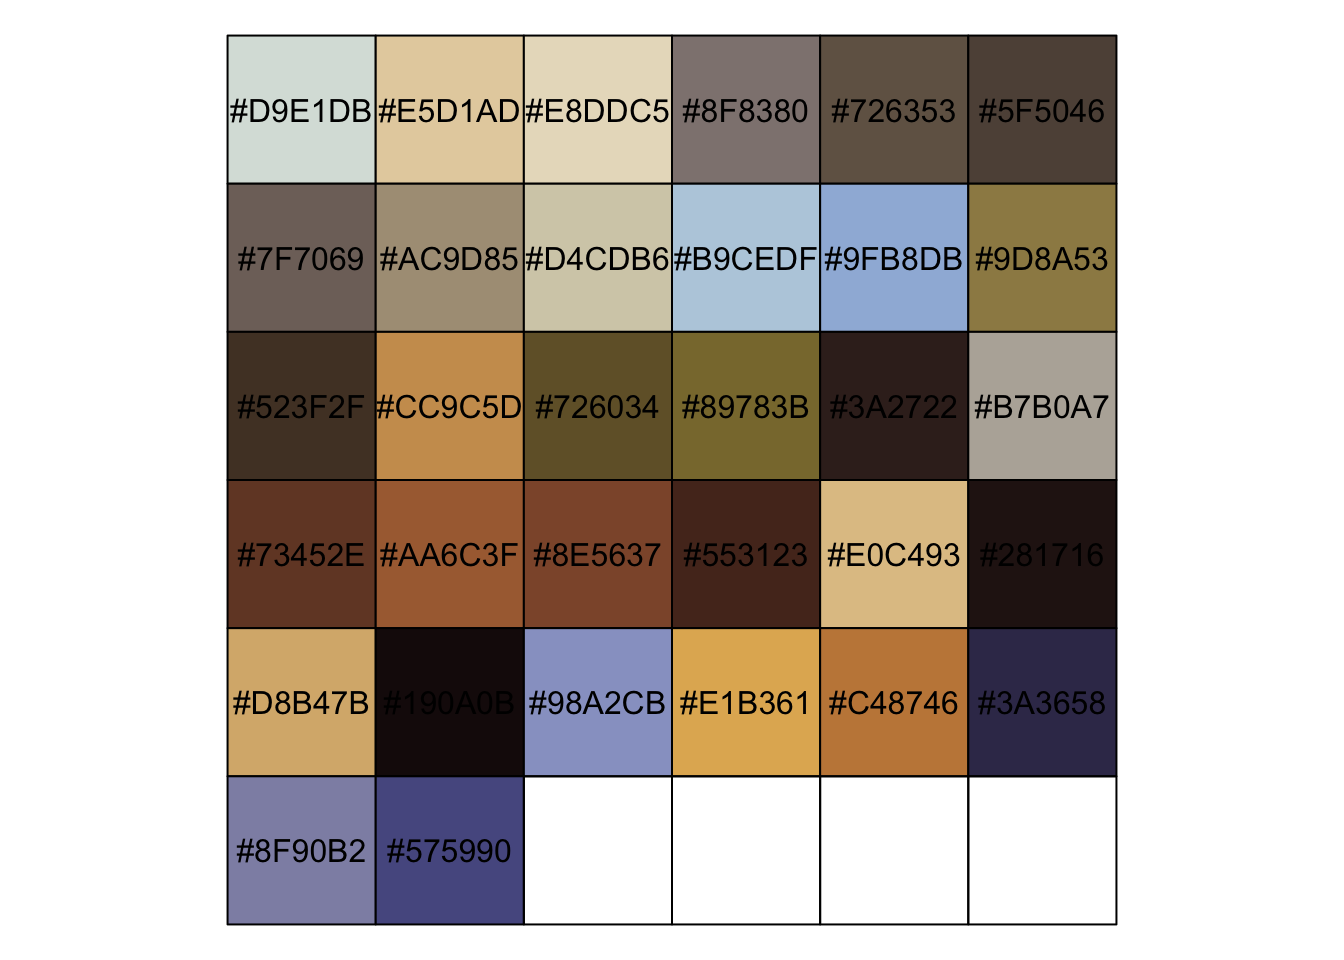 #D9E1DB #E5D1AD #E8DDC5 #8F8380 #726353 #5F5046
#7F7069 #AC9D85 #D4CDB6 #B9CEDF #9FB8DB #9D8A53
#523F2F #CC9C5D #726034 #89783B #3A2722 #B7B0A7
#73452E #AA6C3F #8E5637 #553123 #E0C493 #281716
#D8B47B #190A0B #98A2CB #E1B361 #C48746 #3A3658
#8F90B2 #575990